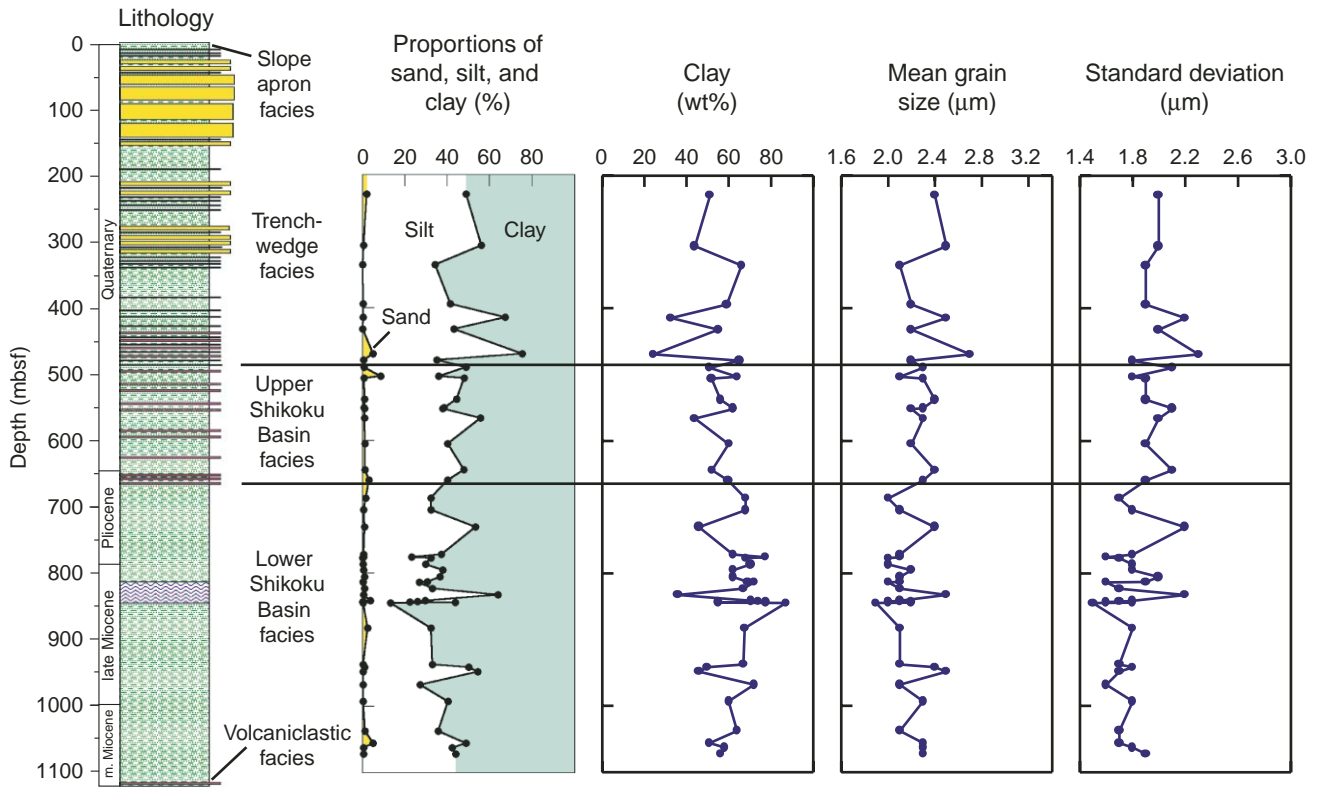 Lithology
Proportions of
sand, silt, and
clay (%)
Clay
(wt%)
Mean grain
size (μm)
Standard deviation
(μm)
0 20 40 60 80
0 20 40 60 80
1.6 2.0 2.4 2.8 3.2
1.4 1.8 2.2 2.6 3.0
Depth (mbsf)
0
100
200
300
400
500
600
700
800
900
1000
1100
Quaternary
Pliocene
late Miocene
m. Miocene
Slope
apron
facies
Trench-
wedge
facies
Upper
Shikoku
Basin
facies
Lower
Shikoku
Basin
facies
Volcaniclastic
facies
Silt
Clay
Sand